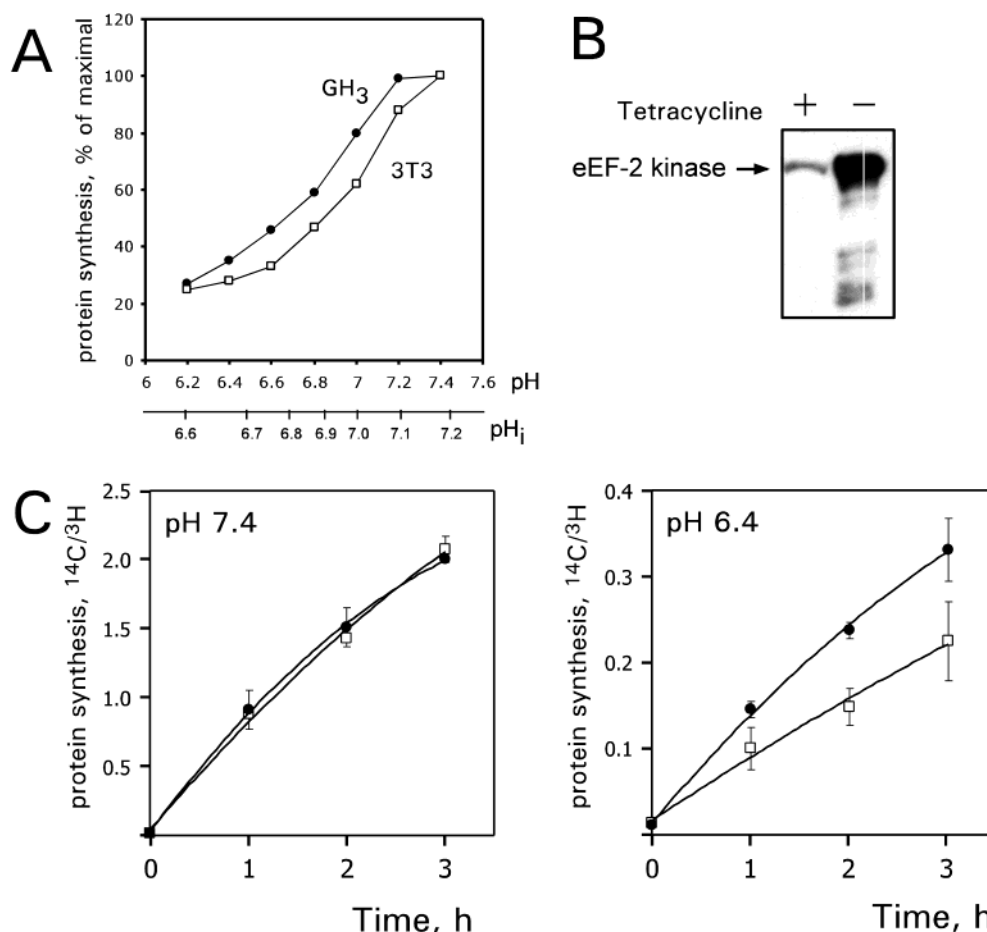 A
protein synthesis, % of maximal
120
100
80
60
40
20
0
GH3
3T3
6 6.2 6.4 6.6 6.8 7 7.2 7.4 7.6 pH
6.6 6.7 6.8 6.9 7.0 7.1 7.2 pHi
B
Tetracycline + −
eEF-2 kinase
C
protein synthesis, 14C/3H
2.5
2.0
1.5
1.0
0.5
pH 7.4
0 1 2 3
Time, h
protein synthesis, 14C/3H
0.4
0.3
0.2
0.1
pH 6.4
0 1 2 3
Time, h